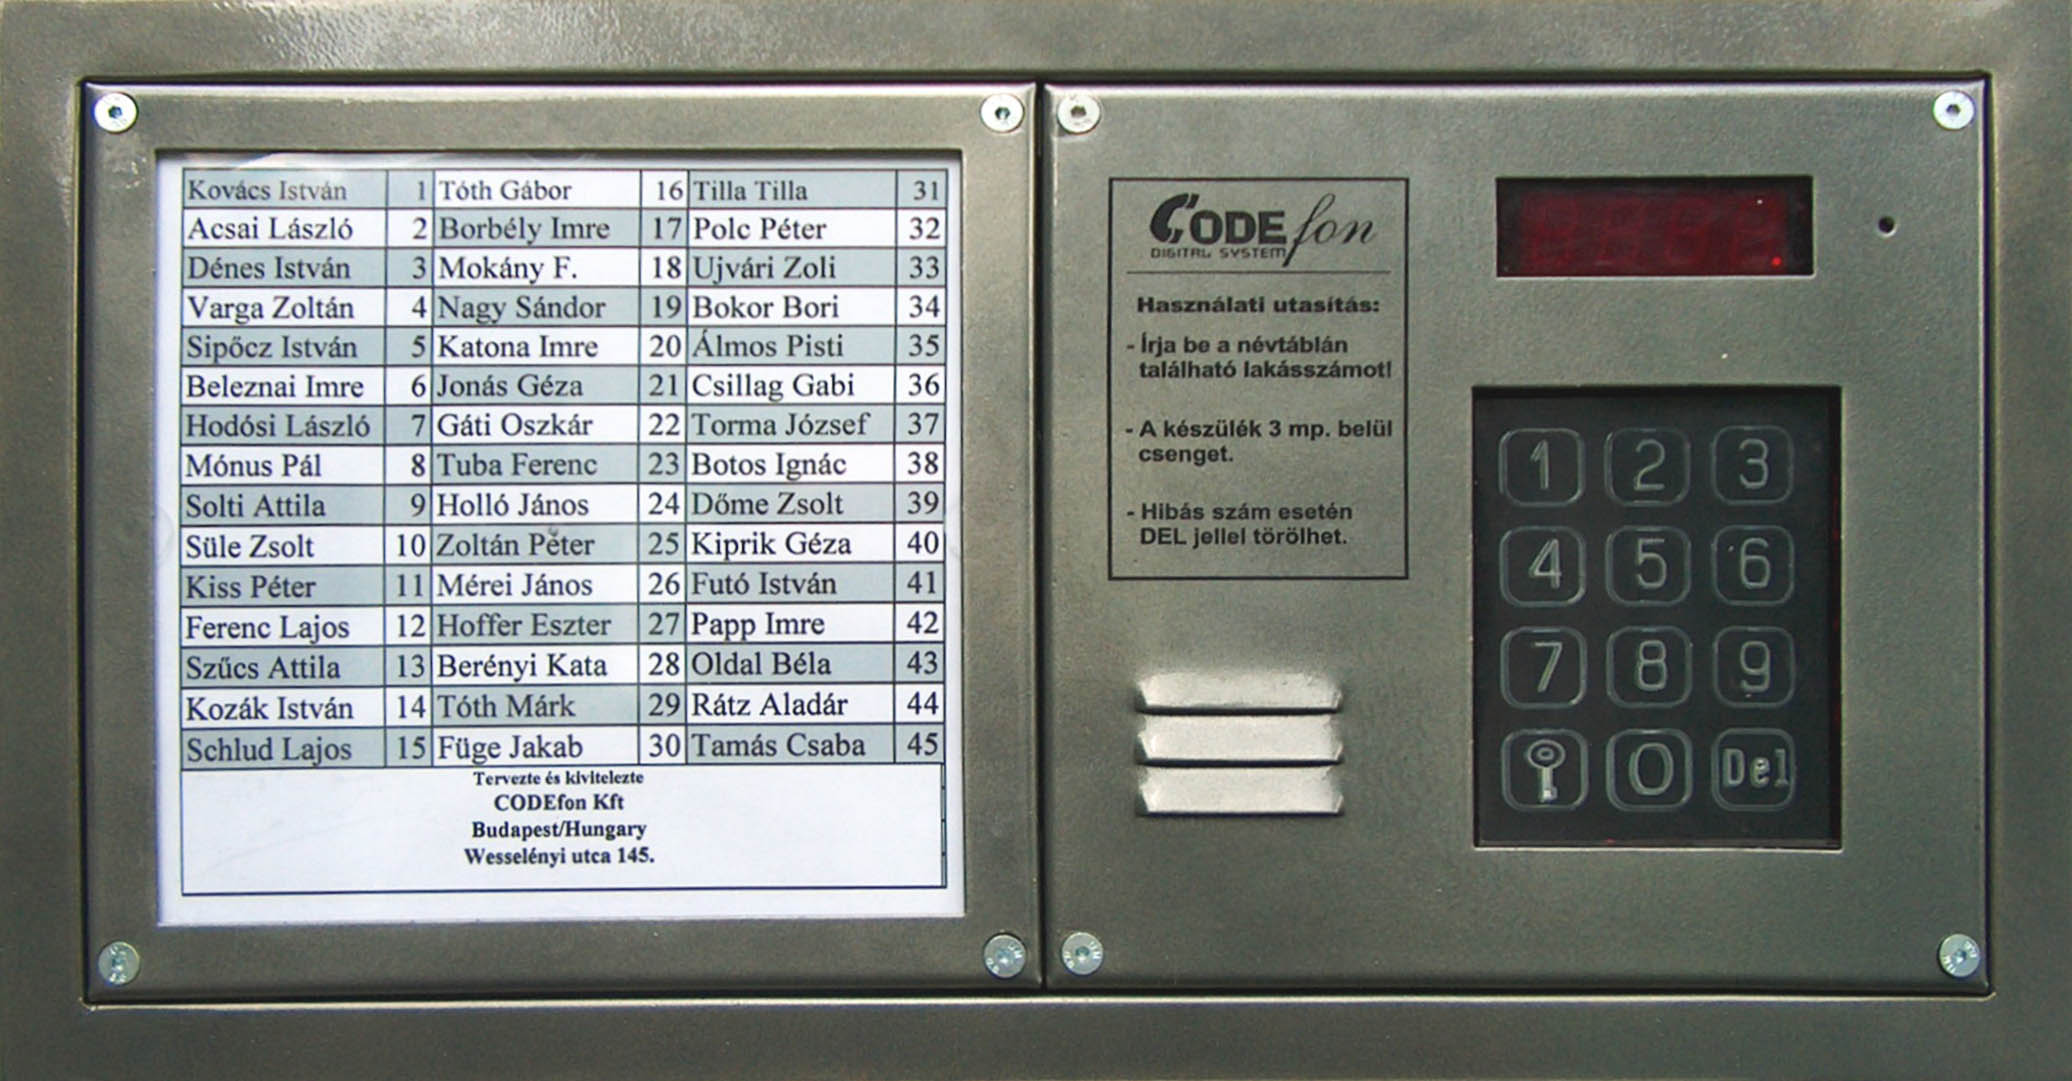 Kovács István 1 Tóth Gábor 16 Tilla Tilla 31
Acsai László 2 Borbély Imre 17 Polc Péter 32
Dénes István 3 Mokány F. 18 Ujvári Zoli 33
Varga Zoltán 4 Nagy Sándor 19 Bokor Bori 34
Sipőcz István 5 Katona Imre 20 Álmos Pisti 35
Beleznai Imre 6 Jonás Géza 21 Csillag Gabi 36
Hodósi László 7 Gáti Oszkár 22 Torma József 37
Mónus Pál 8 Tuba Ferenc 23 Botos Ignác 38
Solti Attila 9 Holló János 24 Dőme Zsolt 39
Süle Zsolt 10 Zoltán Péter 25 Kiprik Géza 40
Kiss Péter 11 Mérei János 26 Futó István 41
Ferenc Lajos 12 Hoffer Eszter 27 Papp Imre 42
Szűcs Attila 13 Berényi Kata 28 Oldal Béla 43
Kozák István 14 Tóth Márk 29 Rátz Aladár 44
Schlud Lajos 15 Füge Jakab 30 Tamás Csaba 45
Tervezte és kivitelezte
CODEfon Kft
Budapest/Hungary
Wesselényi utca 145.
CODEfon
DIGITAL SYSTEM
Használati utasítás:
- Írja be a névtáblán
található lakásszámot!
- A készülék 3 mp. belül
csenget.
- Hibás szám esetén
DEL jellel törölhet.
1 2 3
4 5 6
7 8 9
0 Del